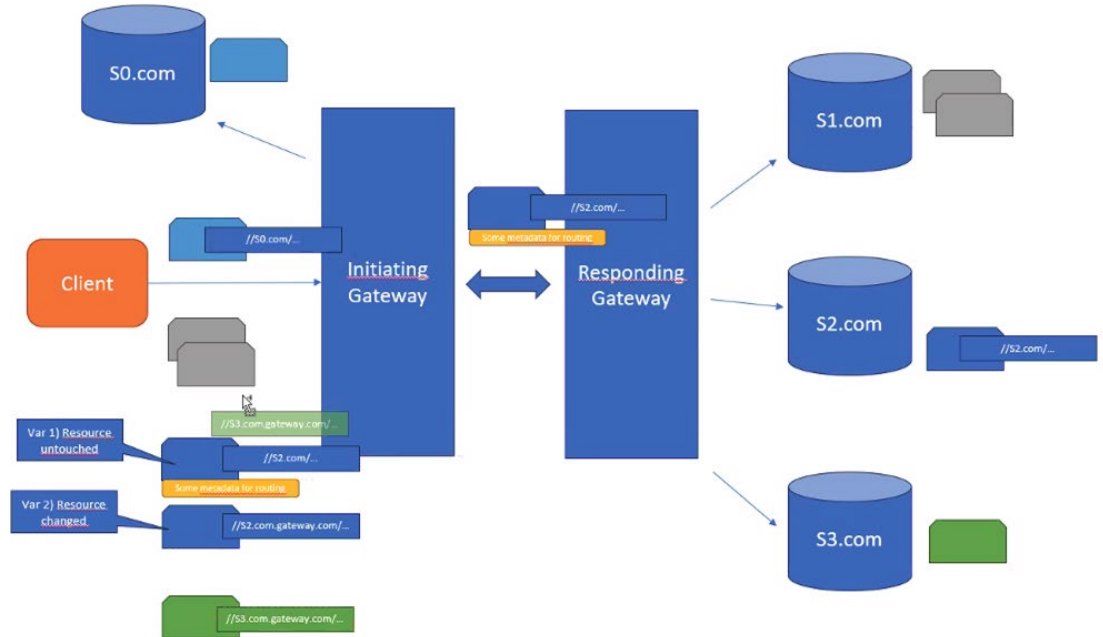 S0.com
S1.com
//S2.com/...
Some metadata for routing
//S0.com/...
Client
Initiating
Gateway
Responding
Gateway
S2.com
//S2.com/...
//S3.com.gateway.com/...
Var 1) Resource
untouched
//S2.com/...
Some metadata for routing
Var 2) Resource
changed
//S2.com.gateway.com/...
S3.com
//S3.com.gateway.com/...